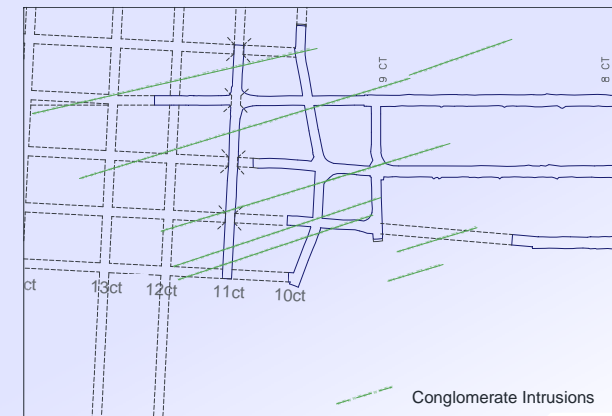 9 CT
8 CT
ct
13ct
12ct
11ct
10ct
Conglomerate Intrusions